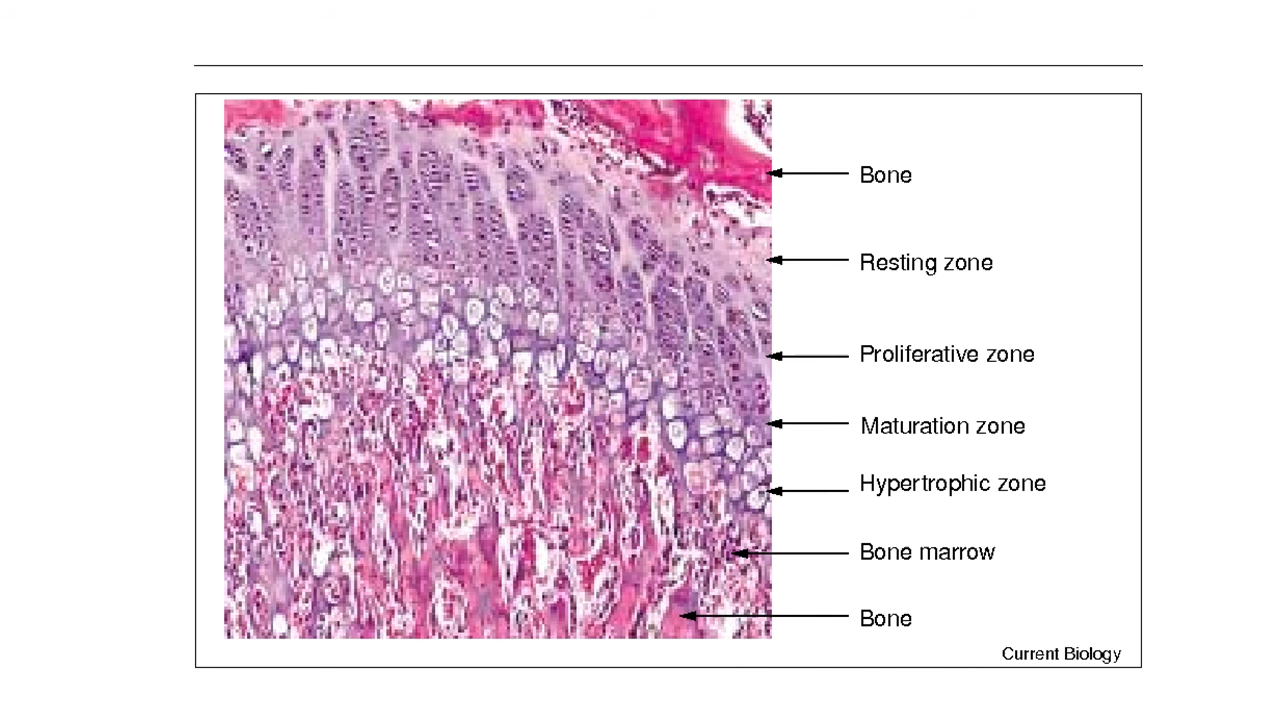 Bone
Resting zone
Proliferative zone
Maturation zone
Hypertrophic zone
Bone marrow
Bone
Current Biology